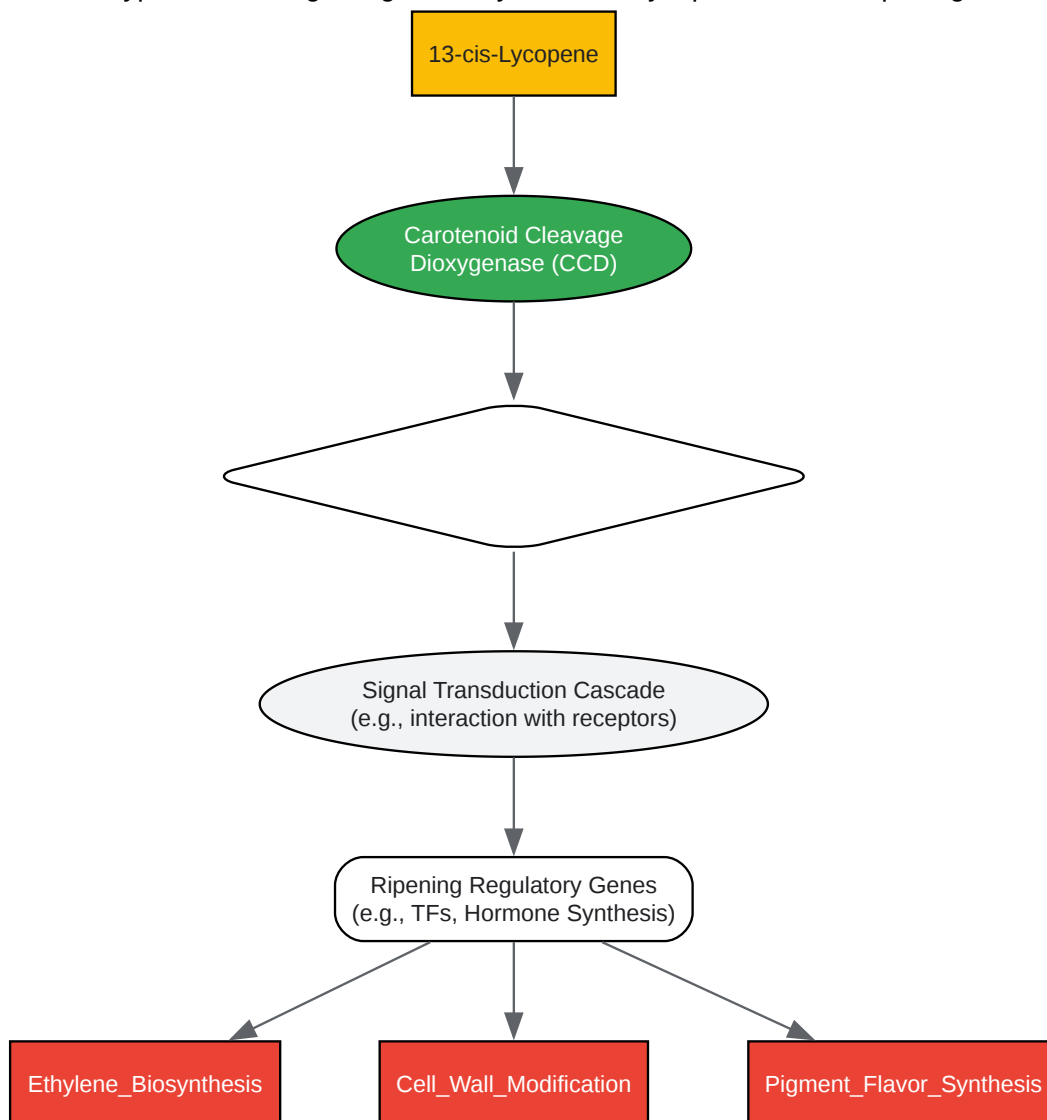 13-cis-Lycopene
Carotenoid Cleavage
Dioxygenase (CCD)
Signal Transduction Cascade
(e.g., interaction with receptors)
Ripening Regulatory Genes
(e.g., TFs, Hormone Synthesis)
Ethylene_Biosynthesis
Cell_Wall_Modification
Pigment_Flavor_Synthesis